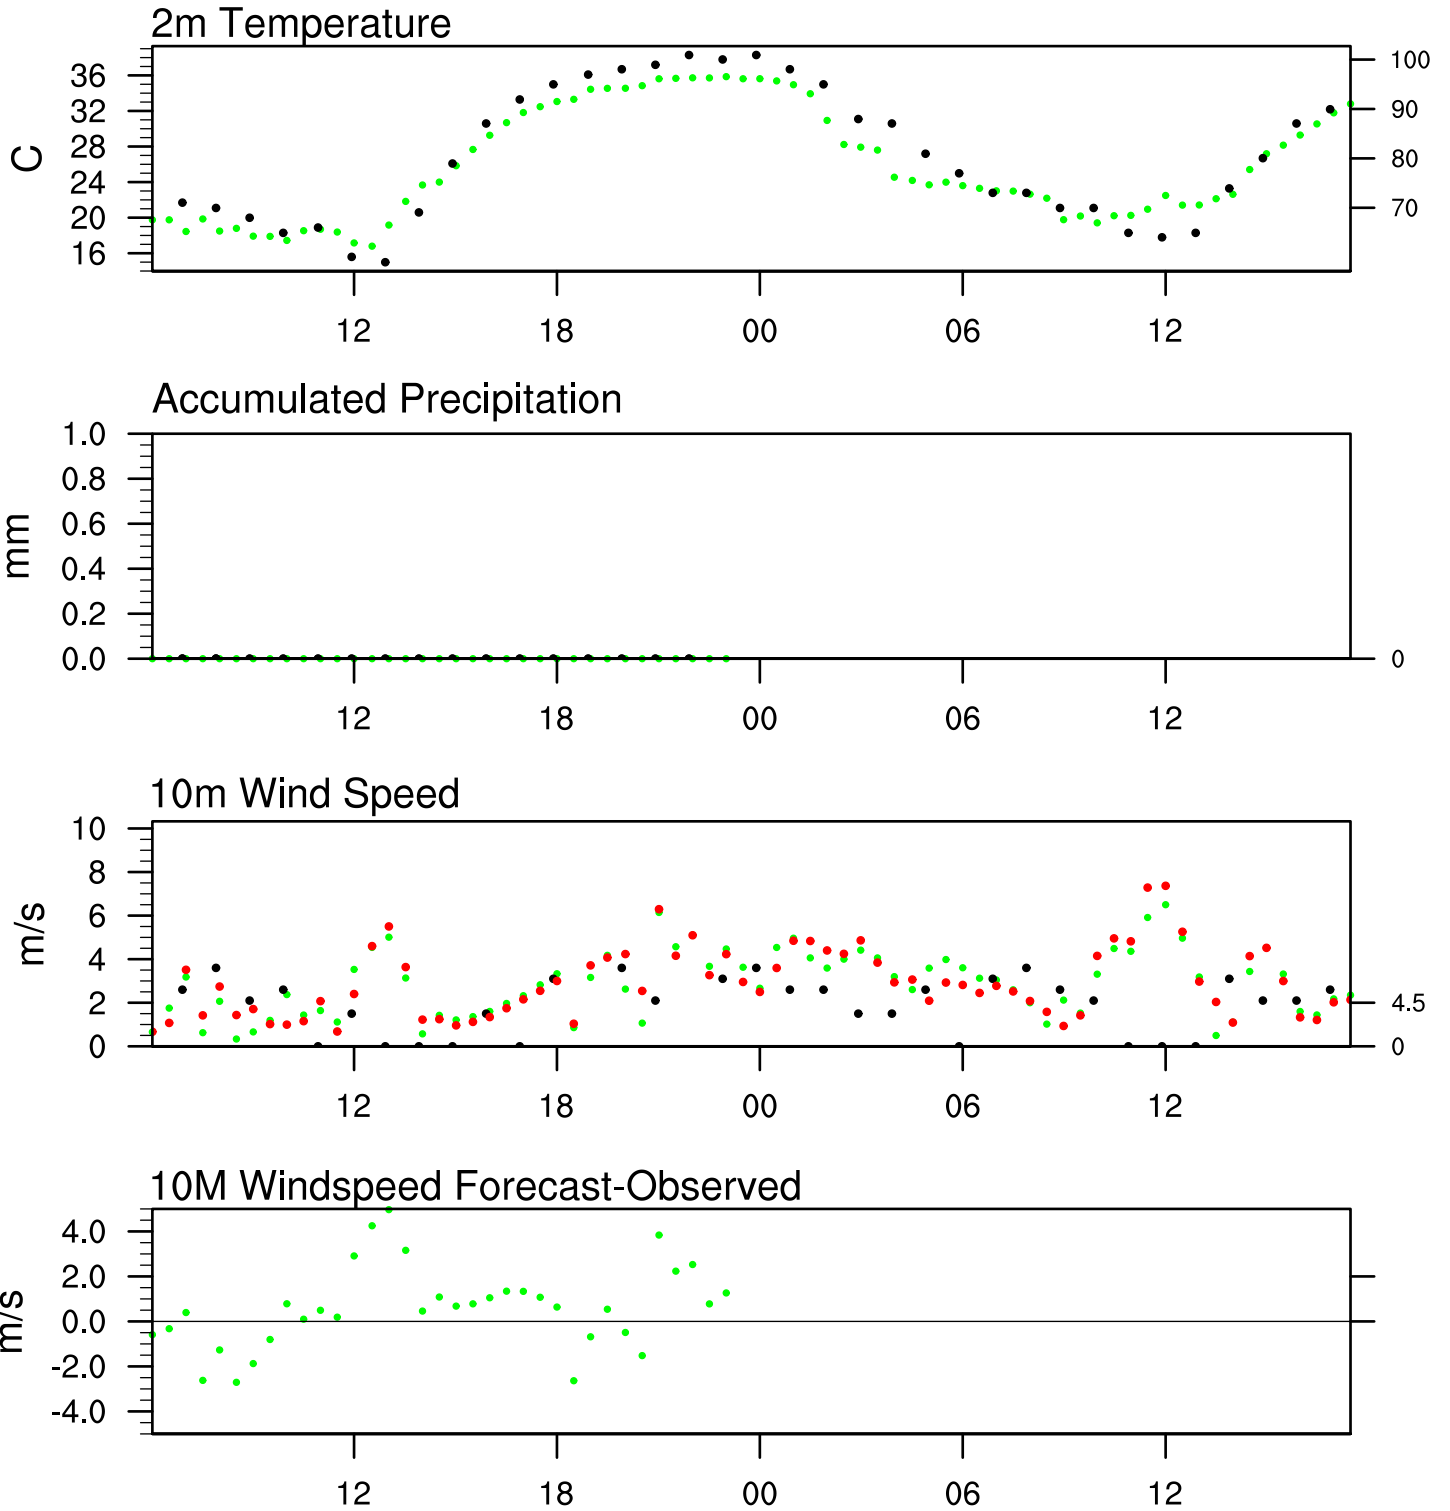 2m Temperature
36
32
28
24
20
16
C
100
90
80
70
12 18 00 06 12
Accumulated Precipitation
1.0
0.8
0.6
0.4
0.2
0.0
mm
0
12 18 00 06 12
10m Wind Speed
10
8
6
4
2
0
m/s
4.5
0
12 18 00 06 12
10M Windspeed Forecast-Observed
4.0
2.0
0.0
-2.0
-4.0
m/s
12 18 00 06 12